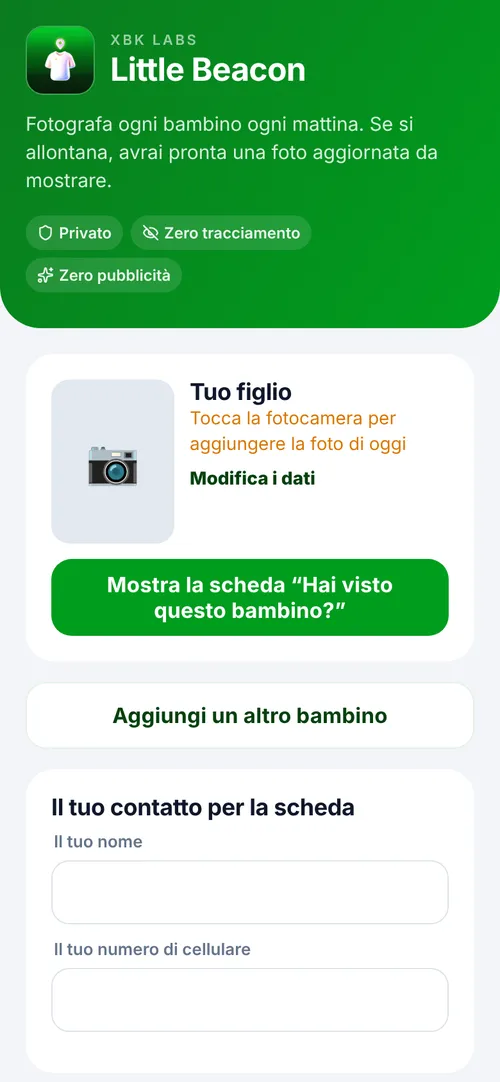 XBK LABS
Little Beacon
Fotografa ogni bambino ogni mattina. Se si
allontana, avrai pronta una foto aggiornata da
mostrare.
Privato
Zero tracciamento
Zero pubblicità
Tuo figlio
Tocca la fotocamera per
aggiungere la foto di oggi
Modifica i dati
Mostra la scheda “Hai visto
questo bambino?”
Aggiungi un altro bambino
Il tuo contatto per la scheda
Il tuo nome
Il tuo numero di cellulare